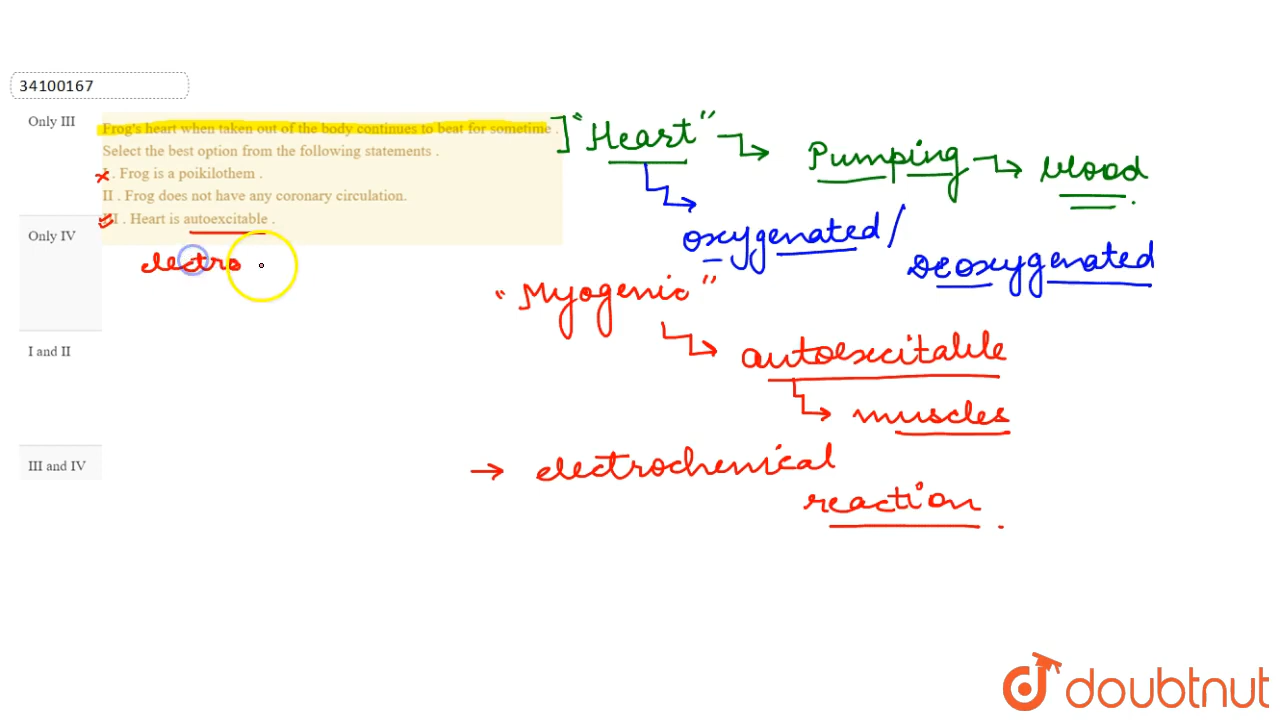 34100167
Only III
Frog's heart when taken out of the body continues to beat for sometime .
Select the best option from the following statements .
I . Frog is a poikilothem .
II . Frog does not have any coronary circulation.
III . Heart is autoexcitable .
Only IV
I and II
III and IV
electro
"Heart"
Pumping
blood
oxygenated/
Deoxygenated
"Myogenic"
autoexcitable
muscles
electrochemical
reaction.
doubtnut